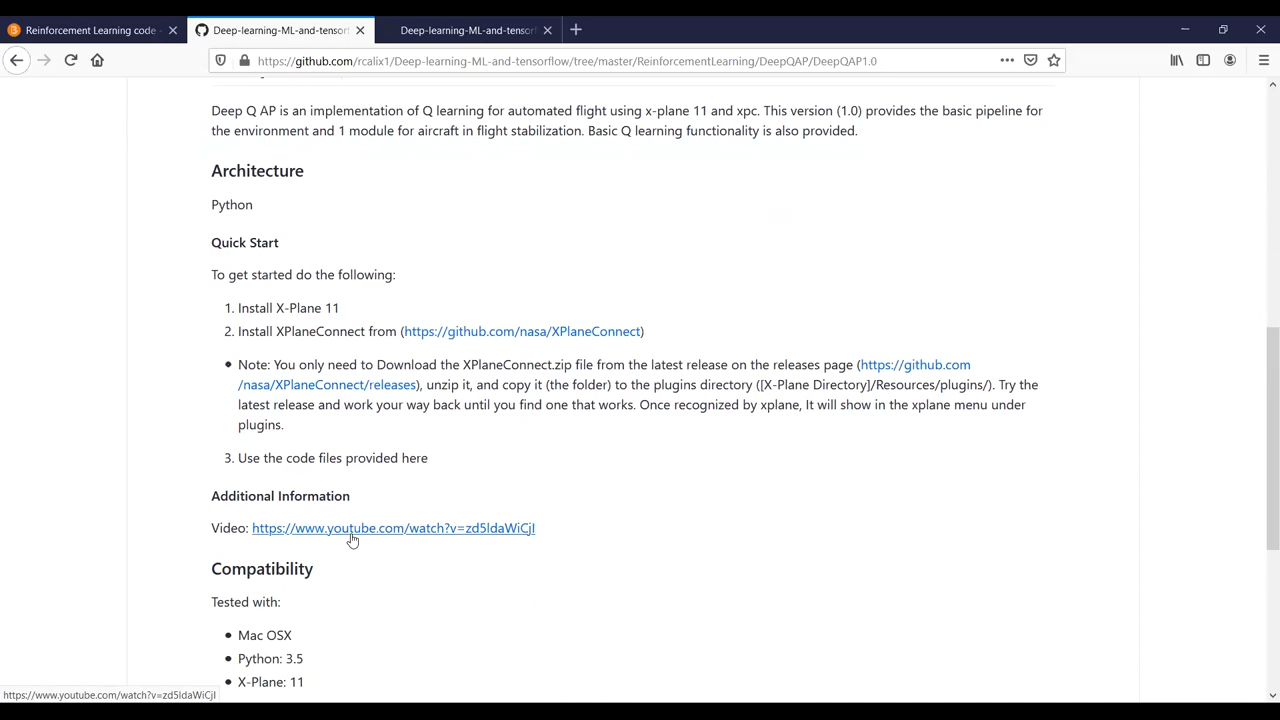 Reinforcement Learning code -
Deep-learning-ML-and-tensorf
Deep-learning-ML-and-tensorf
https://github.com/rcalix1/Deep-learning-ML-and-tensorflow/tree/master/ReinforcementLearning/DeepQAP/DeepQAP1.0
Deep Q AP is an implementation of Q learning for automated flight using x-plane 11 and xpc. This version (1.0) provides the basic pipeline for
the environment and 1 module for aircraft in flight stabilization. Basic Q learning functionality is also provided.
Architecture
Python
Quick Start
To get started do the following:
1. Install X-Plane 11
2. Install XPlaneConnect from (https://github.com/nasa/XPlaneConnect)
Note: You only need to Download the XPlaneConnect.zip file from the latest release on the releases page (https://github.com
/nasa/XPlaneConnect/releases), unzip it, and copy it (the folder) to the plugins directory ([X-Plane Directory]/Resources/plugins/). Try the
latest release and work your way back until you find one that works. Once recognized by xplane, It will show in the xplane menu under
plugins.
3. Use the code files provided here
Additional Information
Video: https://www.youtube.com/watch?v=zd5ldaWiCjI
Compatibility
Tested with:
Mac OSX
Python: 3.5
X-Plane: 11
https://www.youtube.com/watch?v=zd5ldaWiCjI